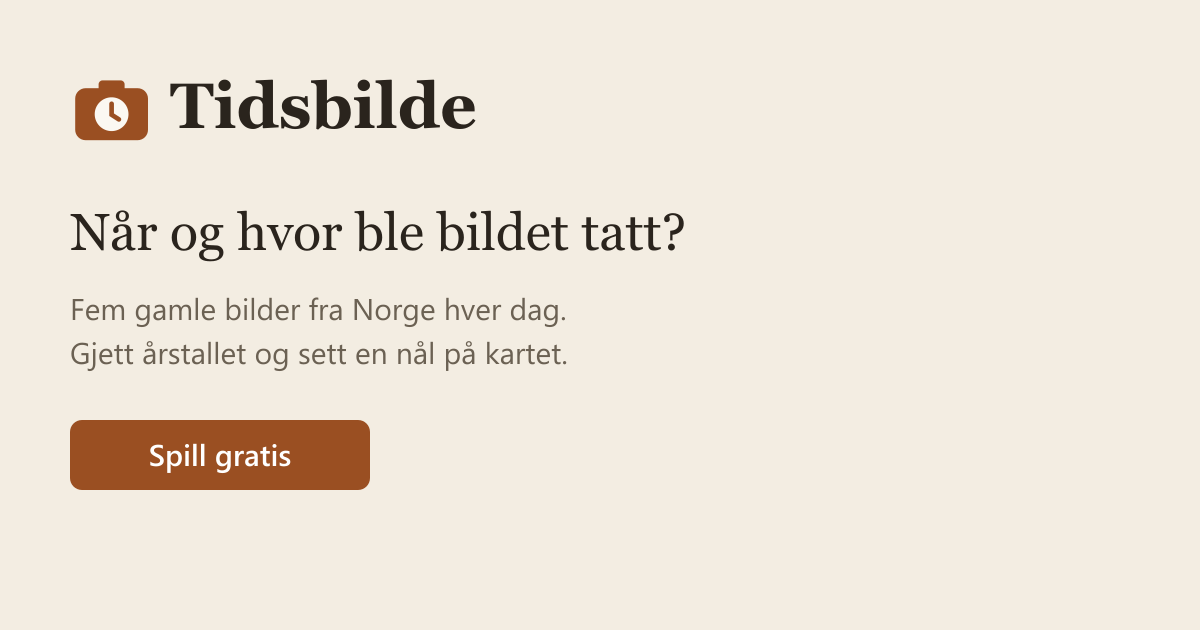 Tidsbilde
Når og hvor ble bildet tatt?
Fem gamle bilder fra Norge hver dag.
Gjett årstallet og sett en nål på kartet.
Spill gratis